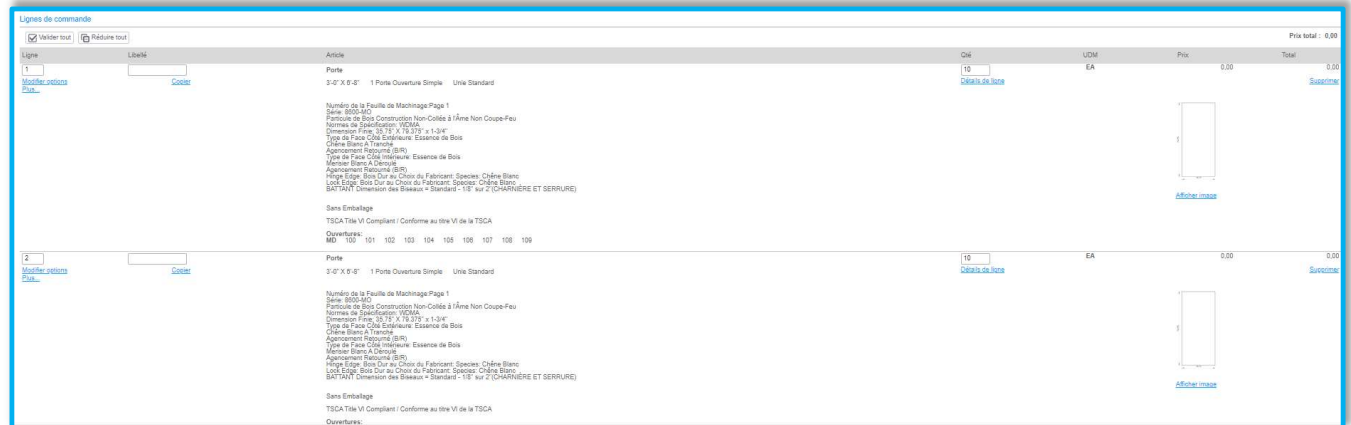 Lignes de commande
Valider tout Réduire tout Prix total : 0,00
Ligne Libellé Article Qté UDM Prix Total
1 Porte 10 EA 0,00 0,00
Modifier options Copier 3'-0" X 6'-8" 1 Porte Ouverture Simple Unie Standard Détails de ligne Supprimer
Plus...
Numéro de la Feuille de Machinage:Page 1
Série: 8600-MO
Particule de Bois Construction Non-Collée à l'Âme Non Coupe-Feu
Normes de Spécification: WDMA
Dimension Finie: 35.75" X 79.375" x 1-3/4"
Type de Face Côté Extérieure: Essence de Bois
Chêne Blanc A Tranché
Agencement Retourné (B/R)
Type de Face Côté Intérieure: Essence de Bois
Merisier Blanc A Déroulé
Agencement Retourné (B/R)
Hinge Edge: Bois Dur au Choix du Fabricant: Species: Chêne Blanc
Lock Edge: Bois Dur au Choix du Fabricant: Species: Chêne Blanc
BATTANT Dimension des Biseaux = Standard - 1/8" sur 2"(CHARNIÈRE ET SERRURE)
Afficher image
Sans Emballage
TSCA Title VI Compliant / Conforme au titre VI de la TSCA
Ouvertures:
MD 100 101 102 103 104 105 106 107 108 109
2 Porte 10 EA 0,00 0,00
Modifier options Copier 3'-0" X 6'-8" 1 Porte Ouverture Simple Unie Standard Détails de ligne Supprimer
Plus...
Numéro de la Feuille de Machinage:Page 1
Série: 8600-MO
Particule de Bois Construction Non-Collée à l'Âme Non Coupe-Feu
Normes de Spécification: WDMA
Dimension Finie: 35.75" X 79.375" x 1-3/4"
Type de Face Côté Extérieure: Essence de Bois
Chêne Blanc A Tranché
Agencement Retourné (B/R)
Type de Face Côté Intérieure: Essence de Bois
Merisier Blanc A Déroulé
Agencement Retourné (B/R)
Hinge Edge: Bois Dur au Choix du Fabricant: Species: Chêne Blanc
Lock Edge: Bois Dur au Choix du Fabricant: Species: Chêne Blanc
BATTANT Dimension des Biseaux = Standard - 1/8" sur 2"(CHARNIÈRE ET SERRURE)
Afficher image
Sans Emballage
TSCA Title VI Compliant / Conforme au titre VI de la TSCA
Ouvertures: